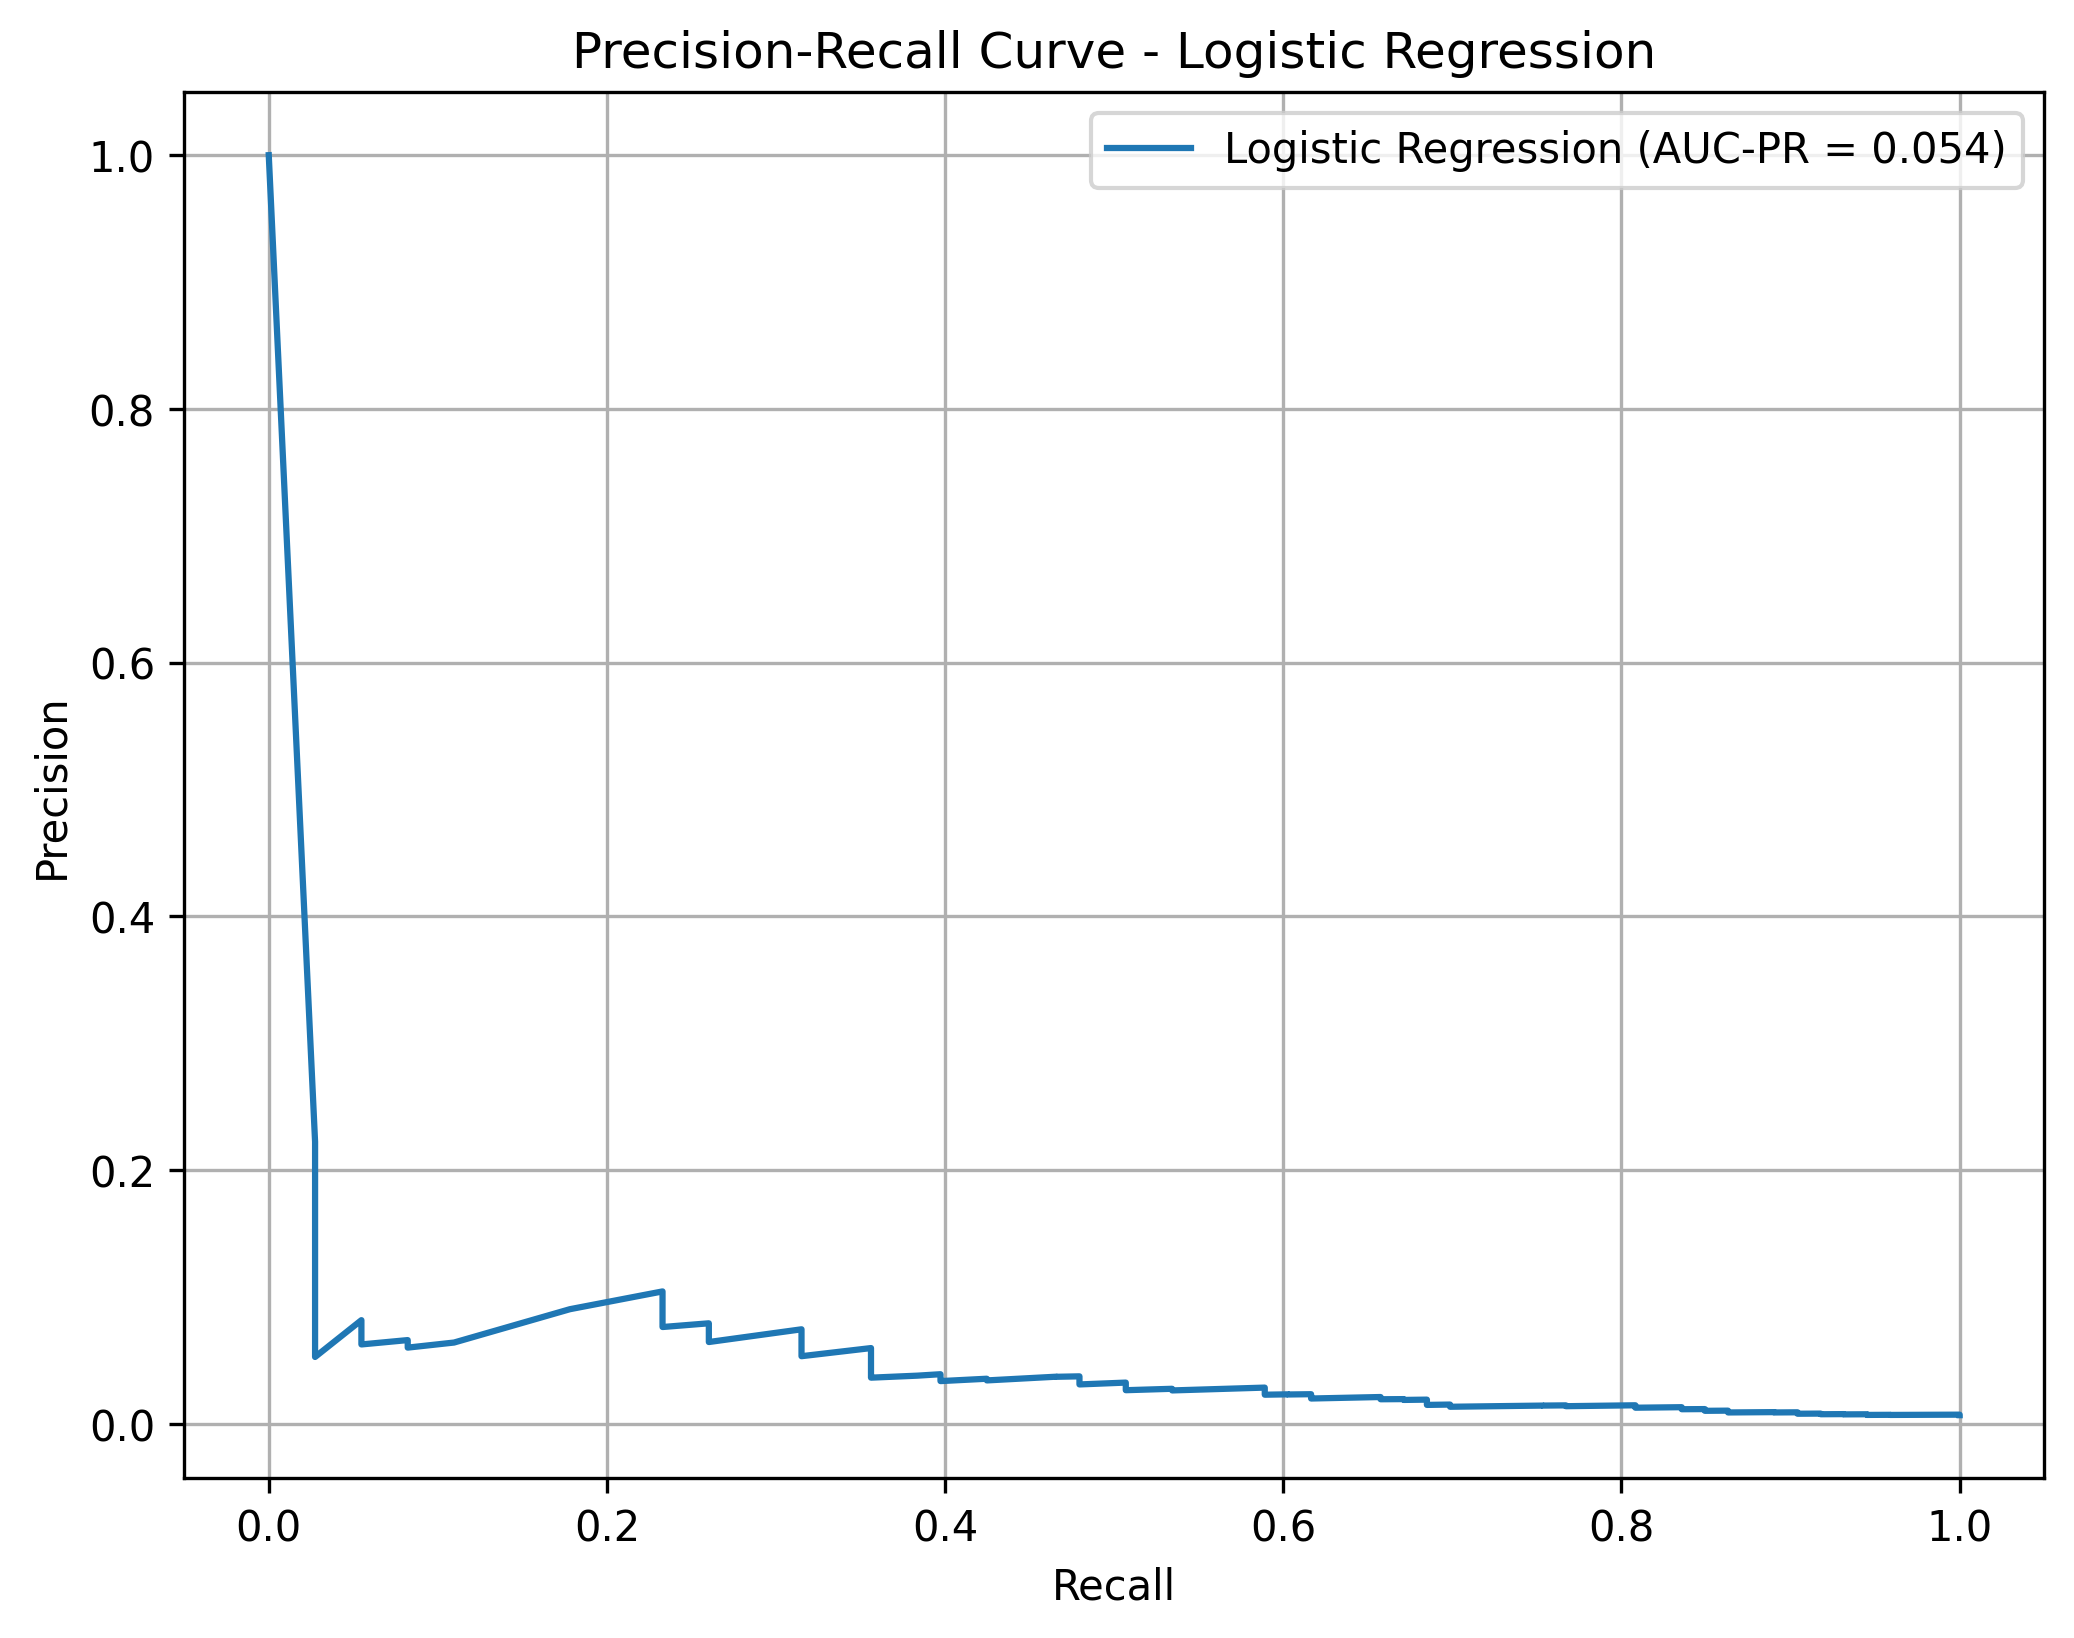 Precision-Recall Curve - Logistic Regression
Logistic Regression (AUC-PR = 0.054)
1.0
0.8
0.6
0.4
0.2
0.0
Precision
0.0 0.2 0.4 0.6 0.8 1.0
Recall